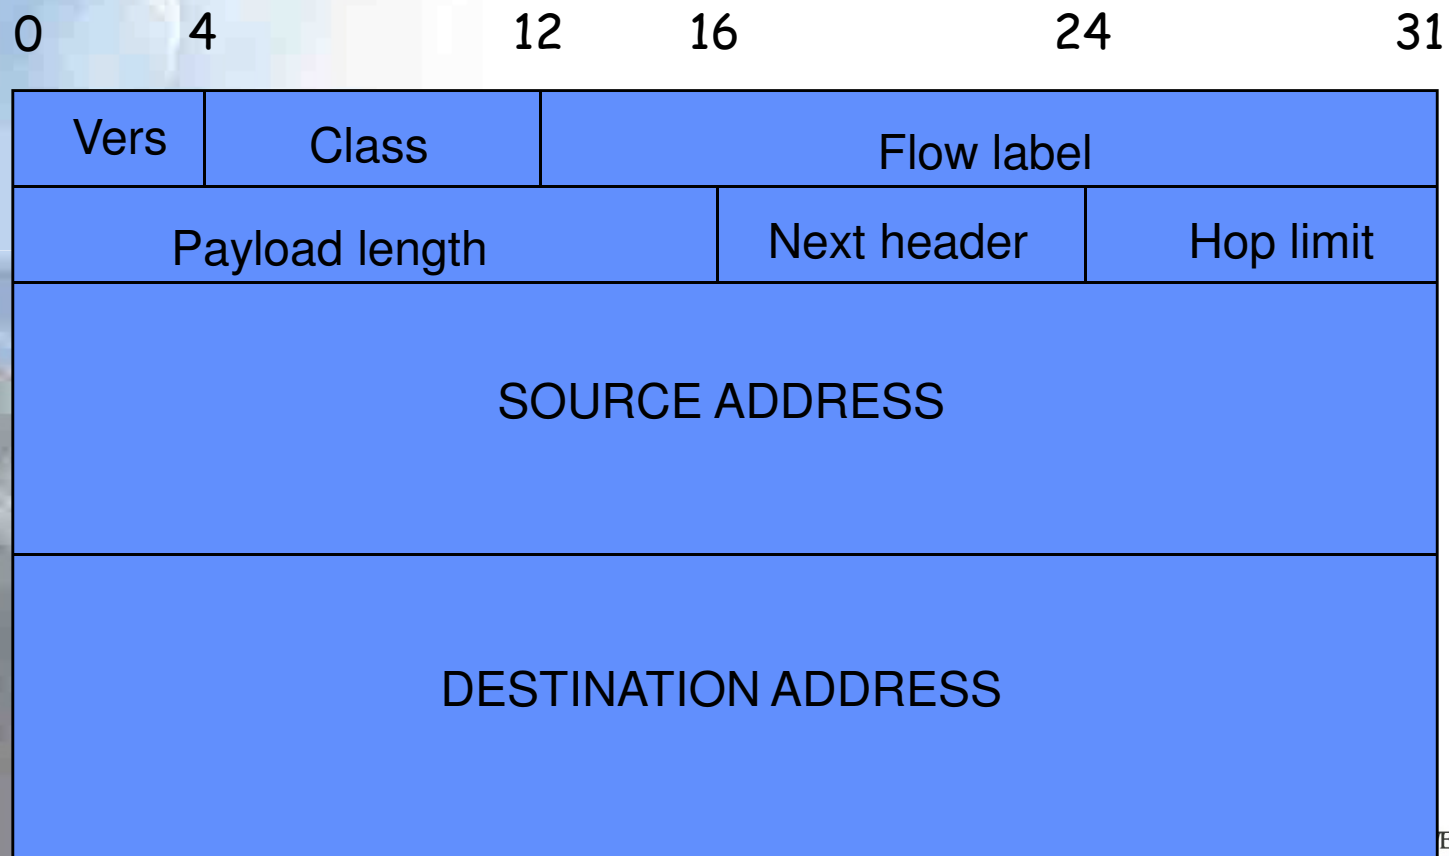 0 4 12 16 24 31
Vers Class Flow label
Payload length Next header Hop limit
SOURCE ADDRESS
DESTINATION ADDRESS